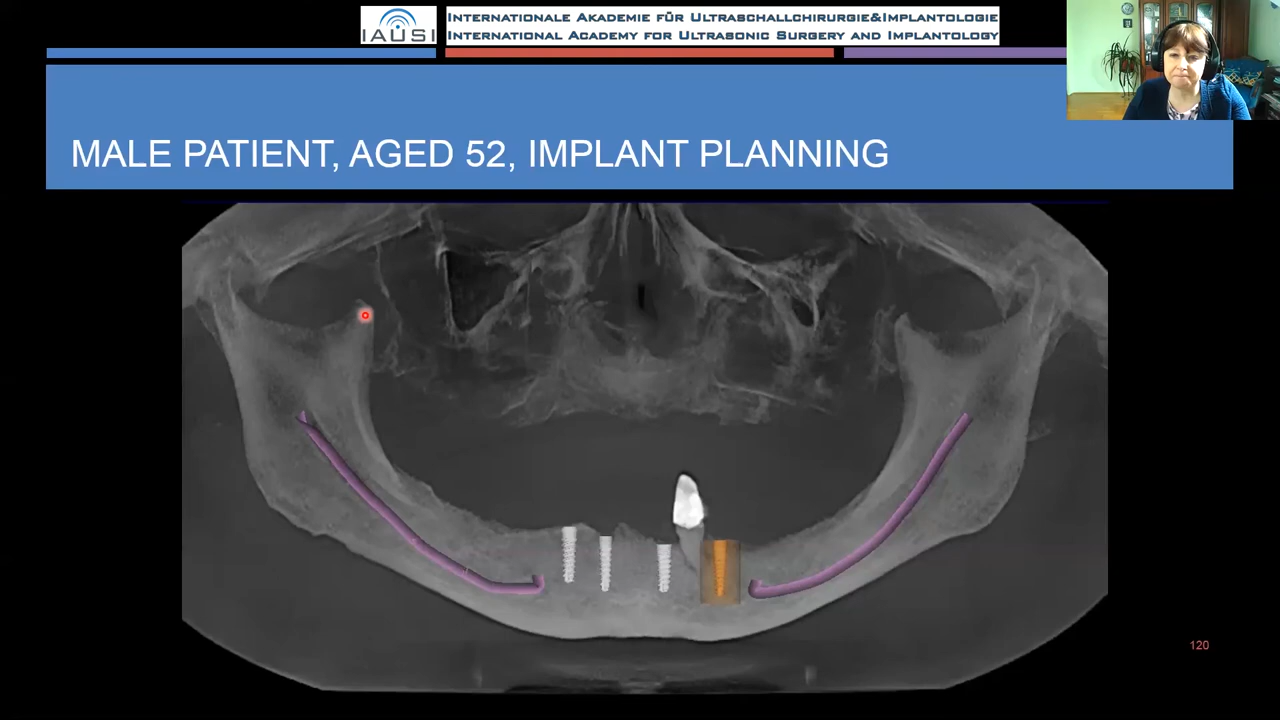 IAUSI
INTERNATIONALE AKADEMIE FÜR ULTRASCHALLCHIRURGIE&IMPLANTOLOGIE
INTERNATIONAL ACADEMY FOR ULTRASONIC SURGERY AND IMPLANTOLOGY
MALE PATIENT, AGED 52, IMPLANT PLANNING
120